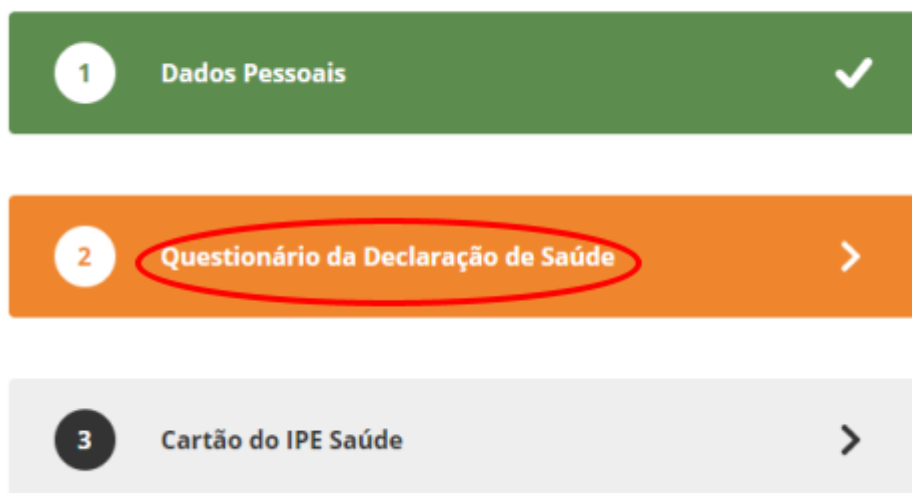 1 Dados Pessoais
2 Questionário da Declaração de Saúde
3 Cartão do IPE Saúde